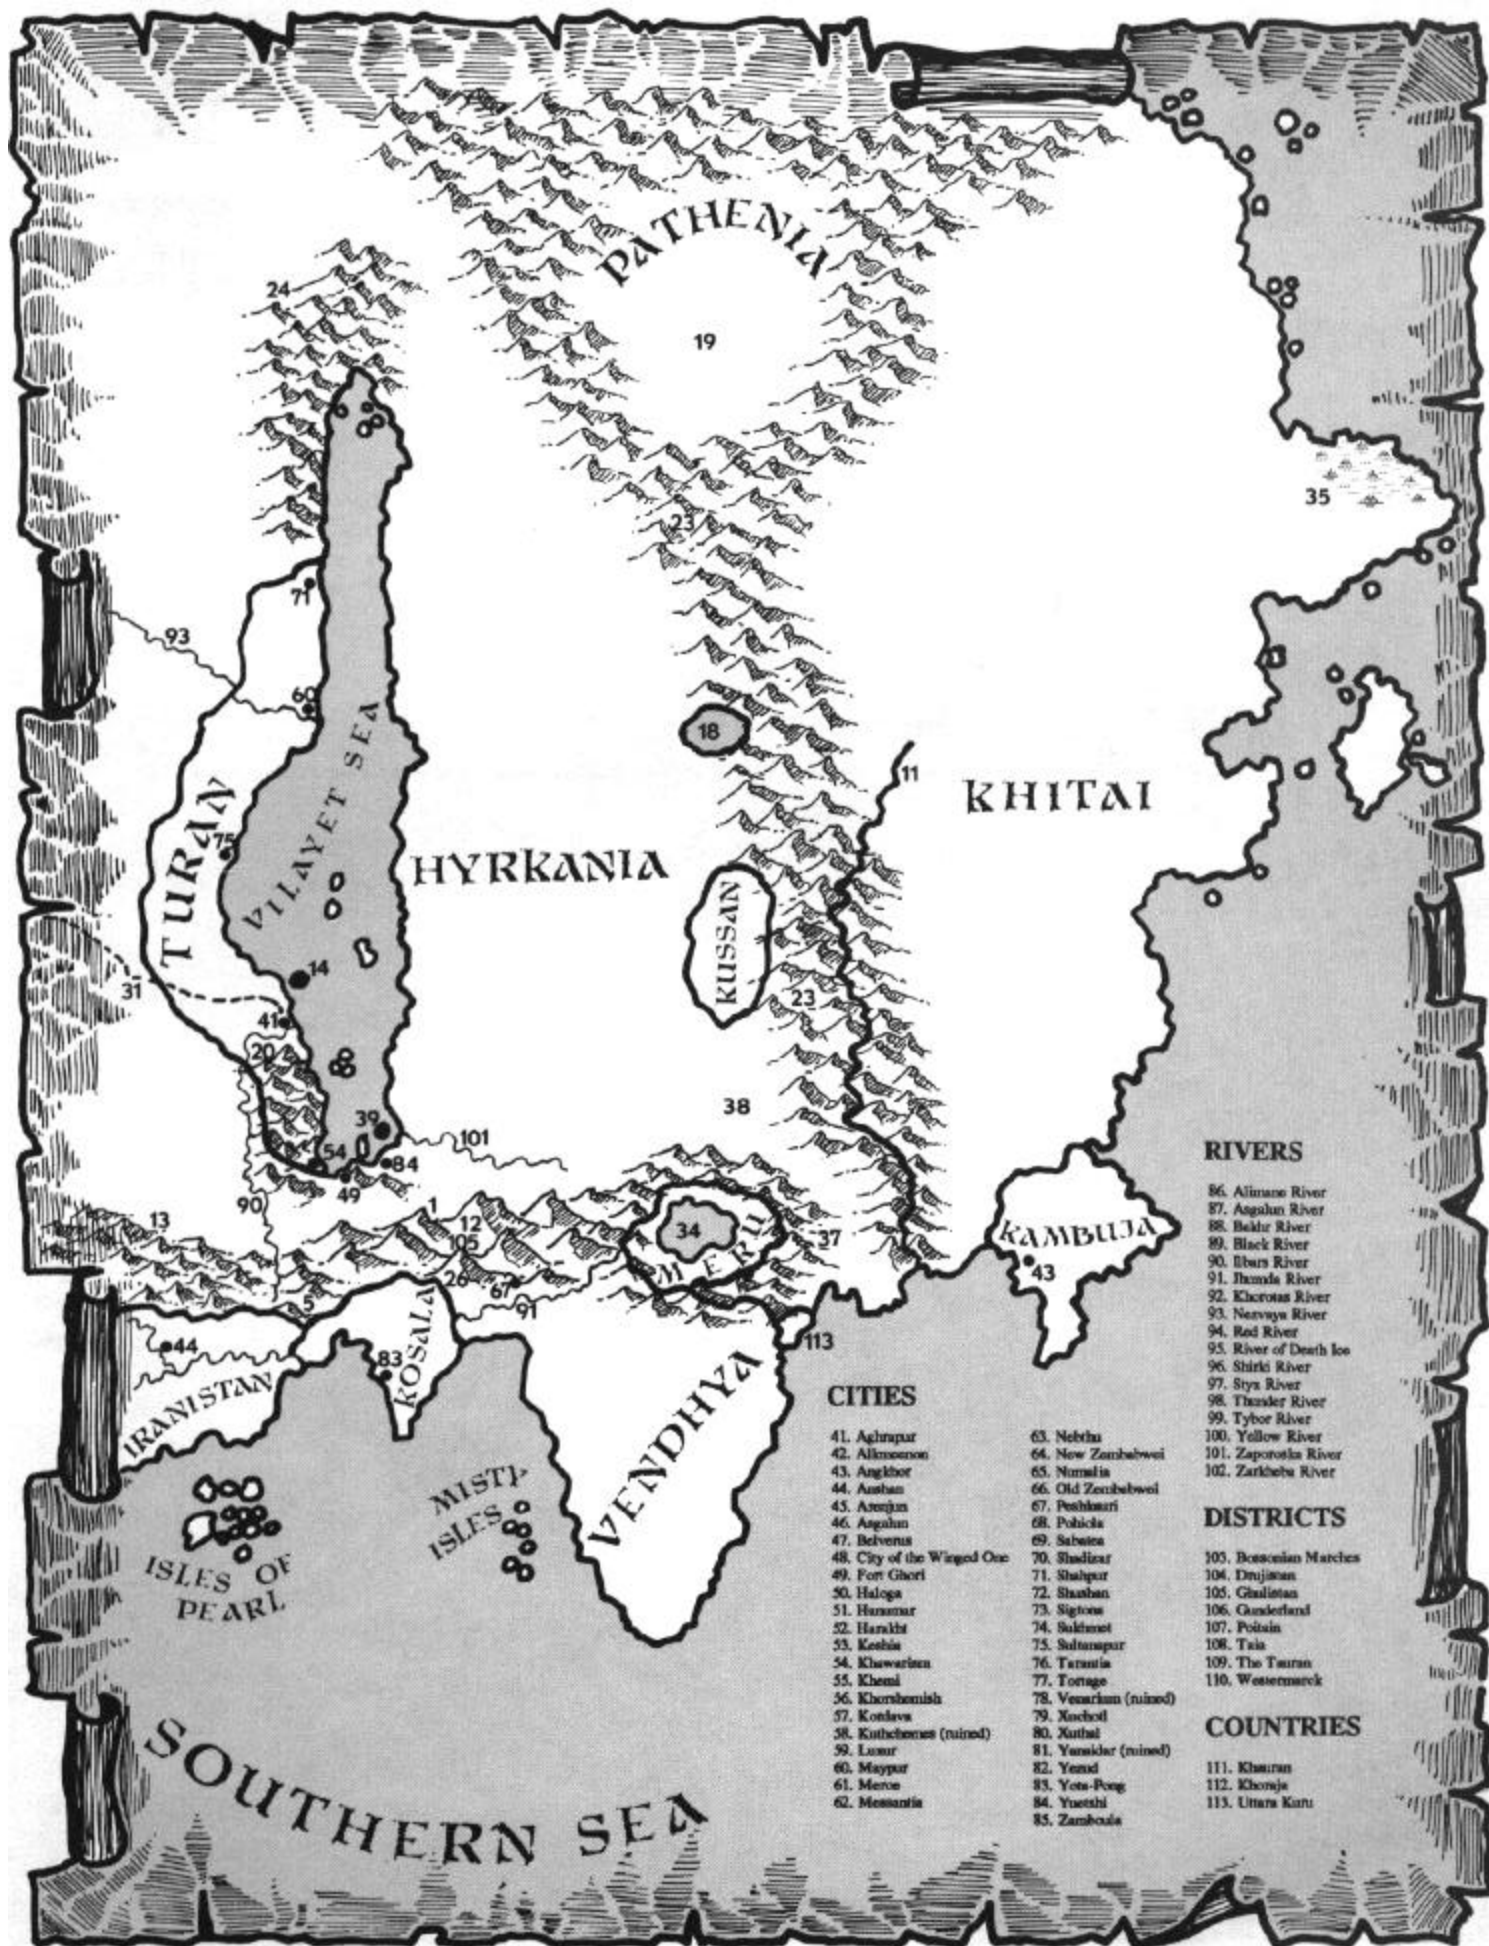 PATHENIA
24
19
23
35
71
93
60
18
11
KHITAI
VILAYET SEA
TURAN
75
HYRKANIA
KUSSAN
14
23
31
41
20
38
39
101
54
84
49
90
1
13
12
105
34
37
MERU
KAMBUJA
43
26
67
91
5
KOSALA
113
44
83
IRANISTAN
VENDHYA
MISTY
ISLES
ISLES OF
PEARL
SOUTHERN SEA
CITIES
41. Aghrapur
42. Alkmeenon
43. Angkhor
44. Anshan
45. Arenjun
46. Asgalun
47. Belverus
48. City of the Winged One
49. Fort Ghori
50. Haloga
51. Hanumar
52. Harakht
53. Keshia
54. Khawarizm
55. Khemi
56. Khorshemish
57. Kordava
58. Kuthchemes (ruined)
59. Luxur
60. Maypur
61. Meroe
62. Messantia
63. Nebthu
64. New Zembabwei
65. Numalia
66. Old Zembabwei
67. Peshkauri
68. Pohiola
69. Sabatea
70. Shadizar
71. Shahpur
72. Shushan
73. Sigtona
74. Sukhmet
75. Sultanapur
76. Tarantia
77. Tortage
78. Venarium (ruined)
79. Xuchotl
80. Xuthal
81. Yanaidar (ruined)
82. Yezud
83. Yota-Pong
84. Yuetshi
85. Zamboula
RIVERS
86. Alimane River
87. Asgalun River
88. Bakhr River
89. Black River
90. Ilbars River
91. Jhumda River
92. Khorotas River
93. Nezvaya River
94. Red River
95. River of Death Ice
96. Shirki River
97. Styx River
98. Thunder River
99. Tybor River
100. Yellow River
101. Zaporoska River
102. Zarkheba River
DISTRICTS
103. Bossonian Marches
104. Drujistan
105. Ghulistan
106. Gunderland
107. Poitain
108. Taia
109. The Tauran
110. Westermarck
COUNTRIES
111. Khauran
112. Khoraja
113. Uttara Kuru